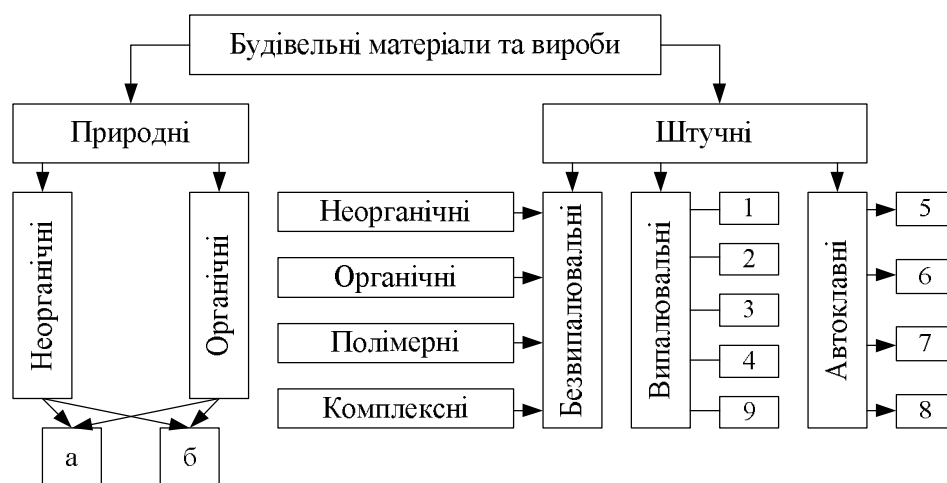 Будівельні матеріали та вироби
Природні
Штучні
Неорганічні
Органічні
Неорганічні
Органічні
Полімерні
Комплексні
Безвипалювальні
Випалювальні
1
2
3
4
9
Автоклавні
5
6
7
8
а
б